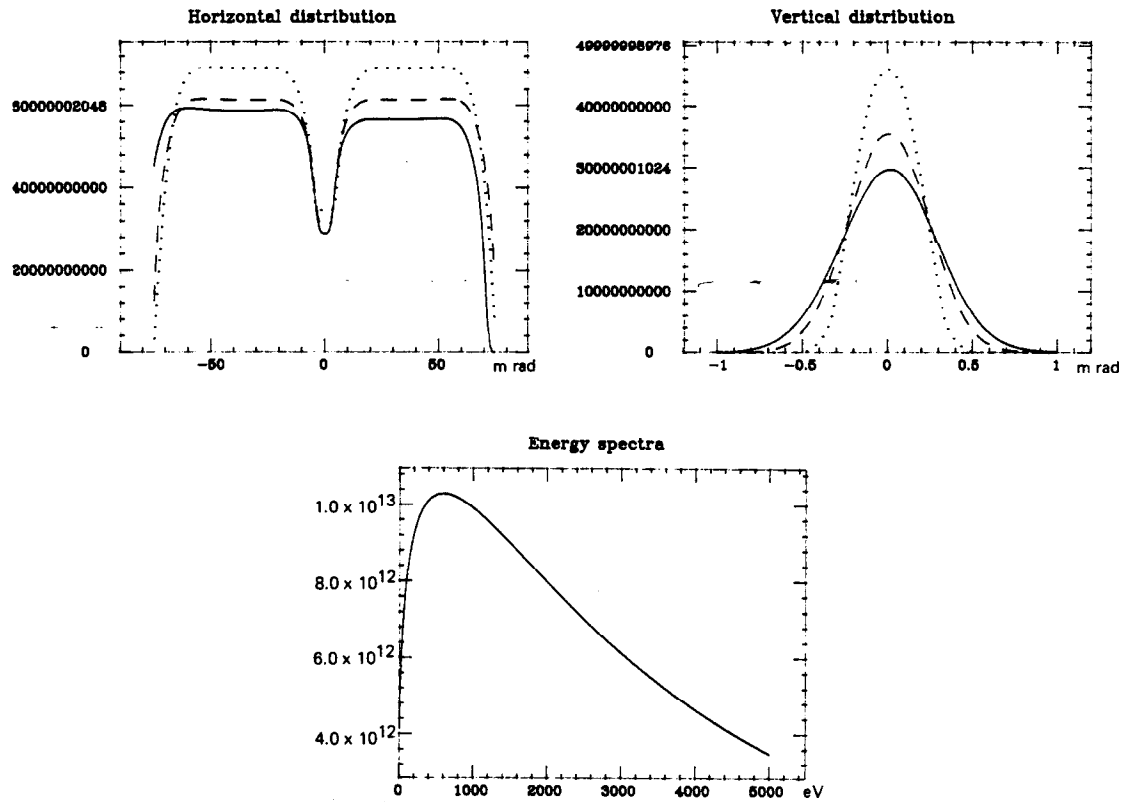 Horizontal distribution
50000002048
40000000000
20000000000
0
-50 0 50 m rad
Vertical distribution
49999998976
40000000000
30000001024
20000000000
10000000000
0
-1 -0.5 0 0.5 1 m rad
Energy spectra
1.0 x 10^13
8.0 x 10^12
6.0 x 10^12
4.0 x 10^12
0 1000 2000 3000 4000 5000 eV